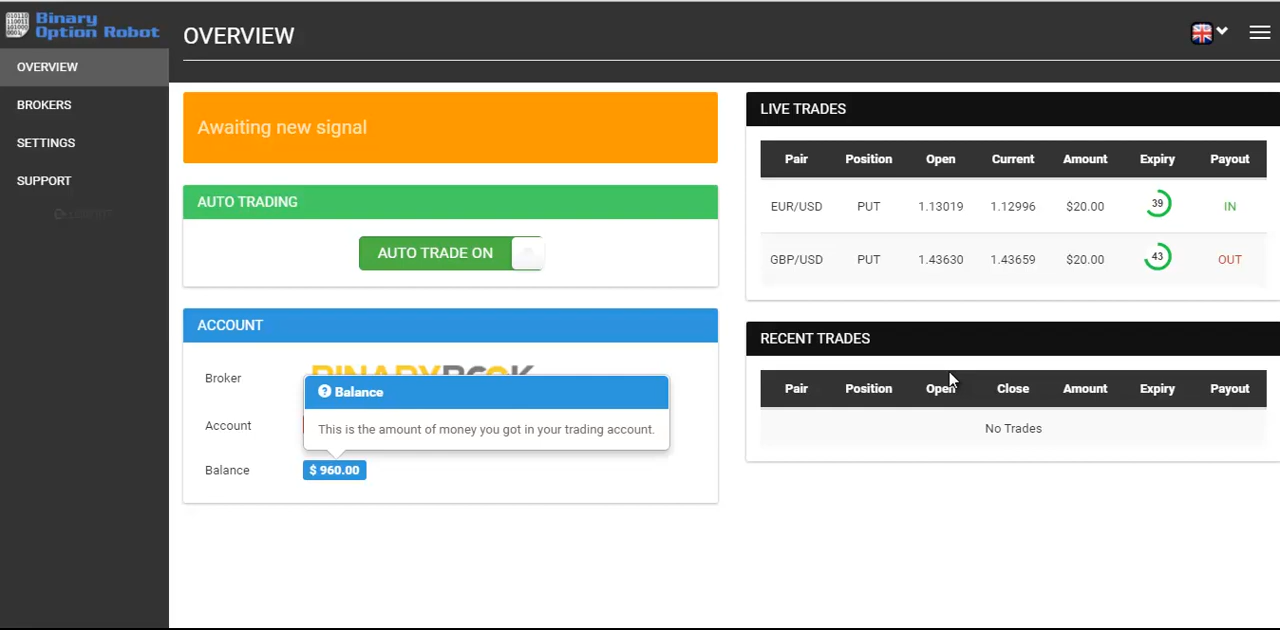 Binary
Option Robot
OVERVIEW
OVERVIEW
BROKERS
SETTINGS
SUPPORT
Awaiting new signal
AUTO TRADING
AUTO TRADE ON
ACCOUNT
Broker
Balance
This is the amount of money you got in your trading account.
Account
Balance $ 960.00
LIVE TRADES
Pair Position Open Current Amount Expiry Payout
EUR/USD PUT 1.13019 1.12996 $20.00 39 IN
GBP/USD PUT 1.43630 1.43659 $20.00 43 OUT
RECENT TRADES
Pair Position Open Close Amount Expiry Payout
No Trades